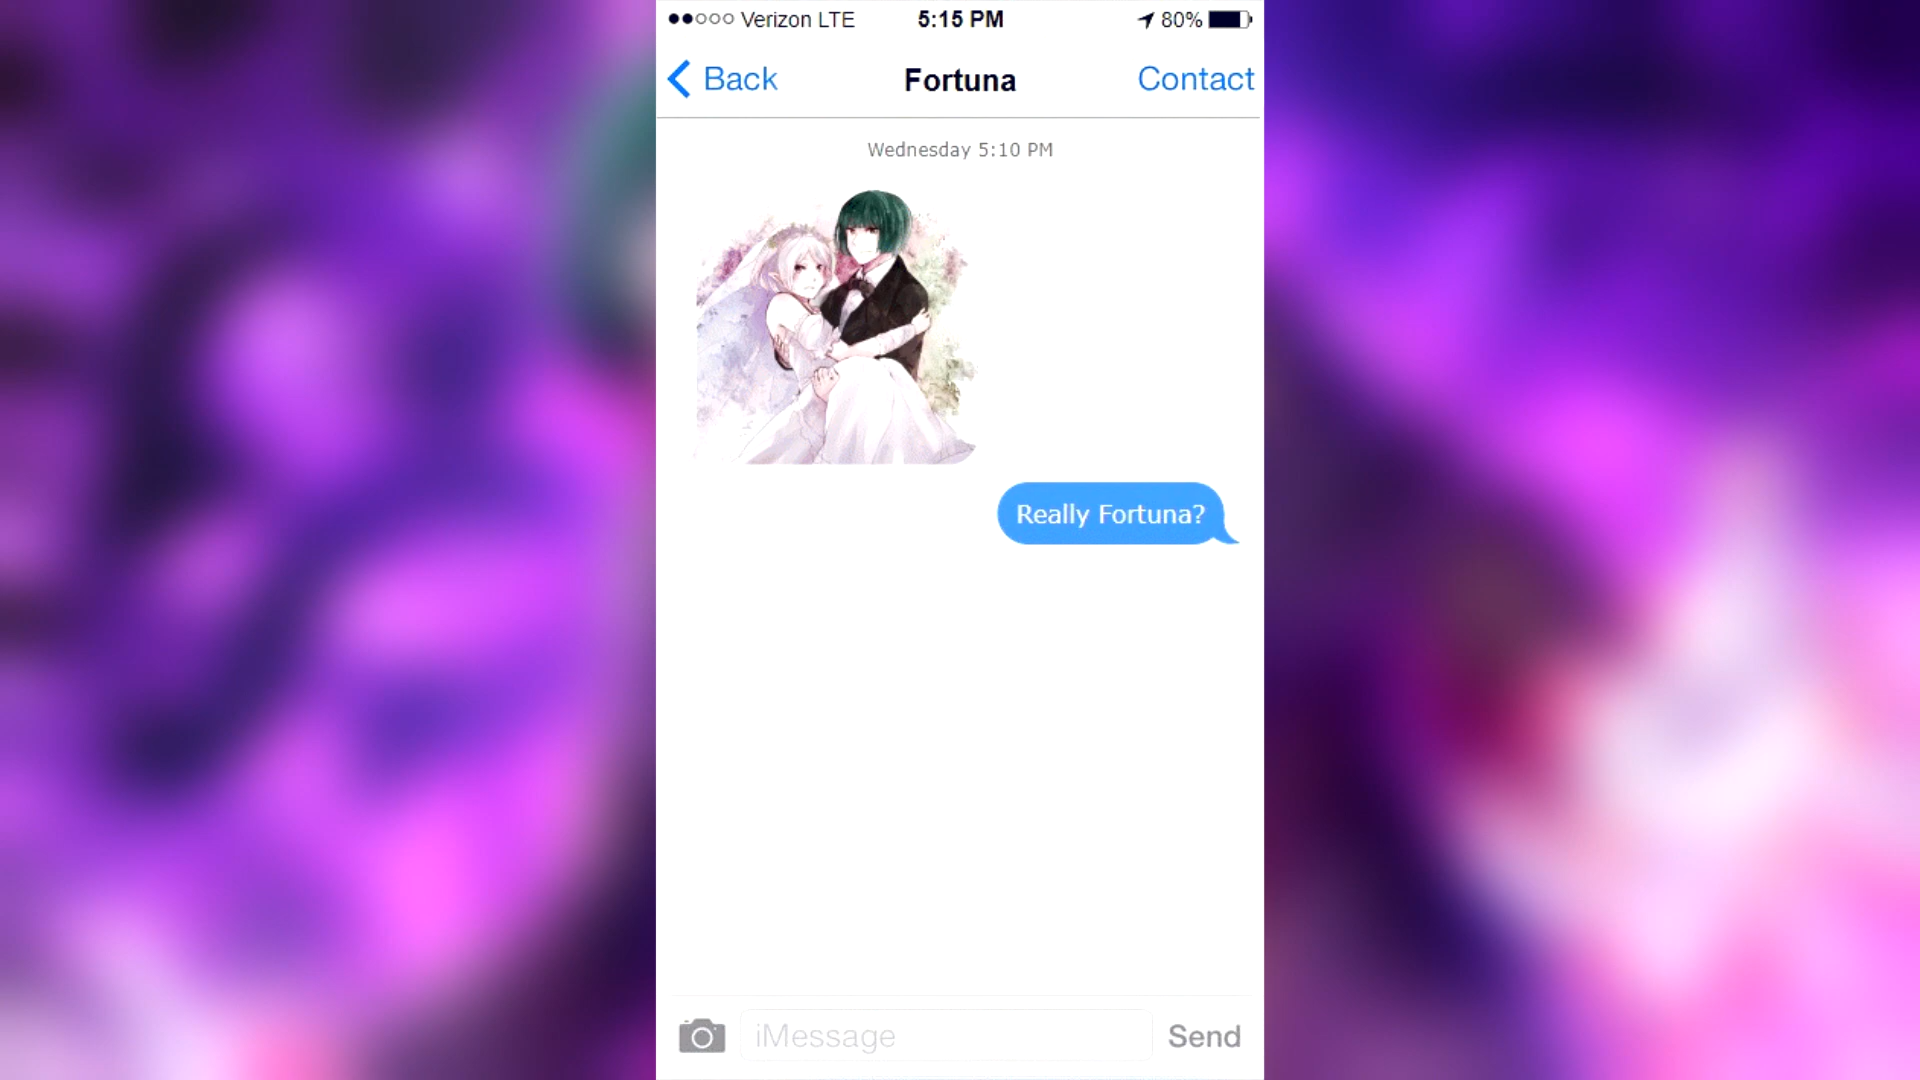 Verizon LTE 5:15 PM 80%
Back Fortuna Contact
Wednesday 5:10 PM
Really Fortuna?
iMessage Send